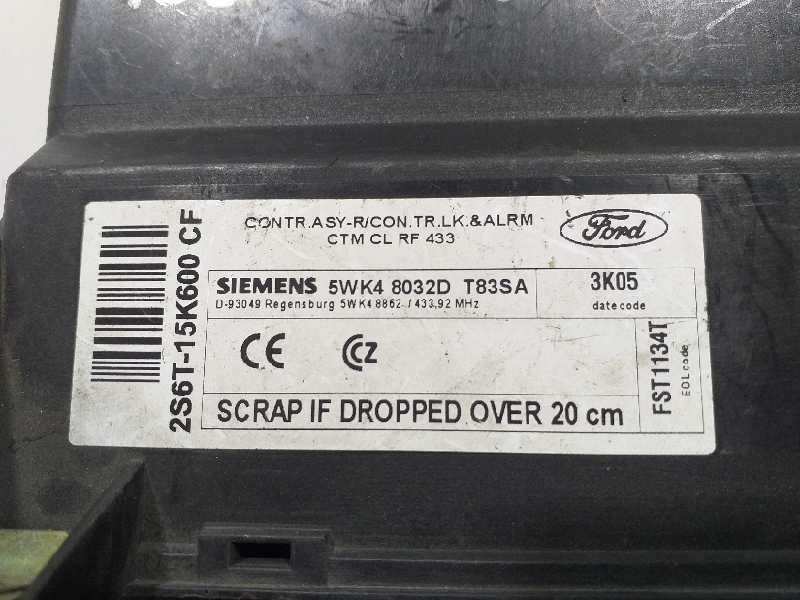 CONTR.ASY-R/CON.TR.LK.&ALRM
CTM CL RF 433
Ford
SIEMENS 5WK4 8032D T83SA
D-93049 Regensburg 5WK4 8862 / 433,92 MHz
3K05
date code
CE CCZ
SCRAP IF DROPPED OVER 20 cm
FST1134T
EOL code
2S6T-15K600 CF